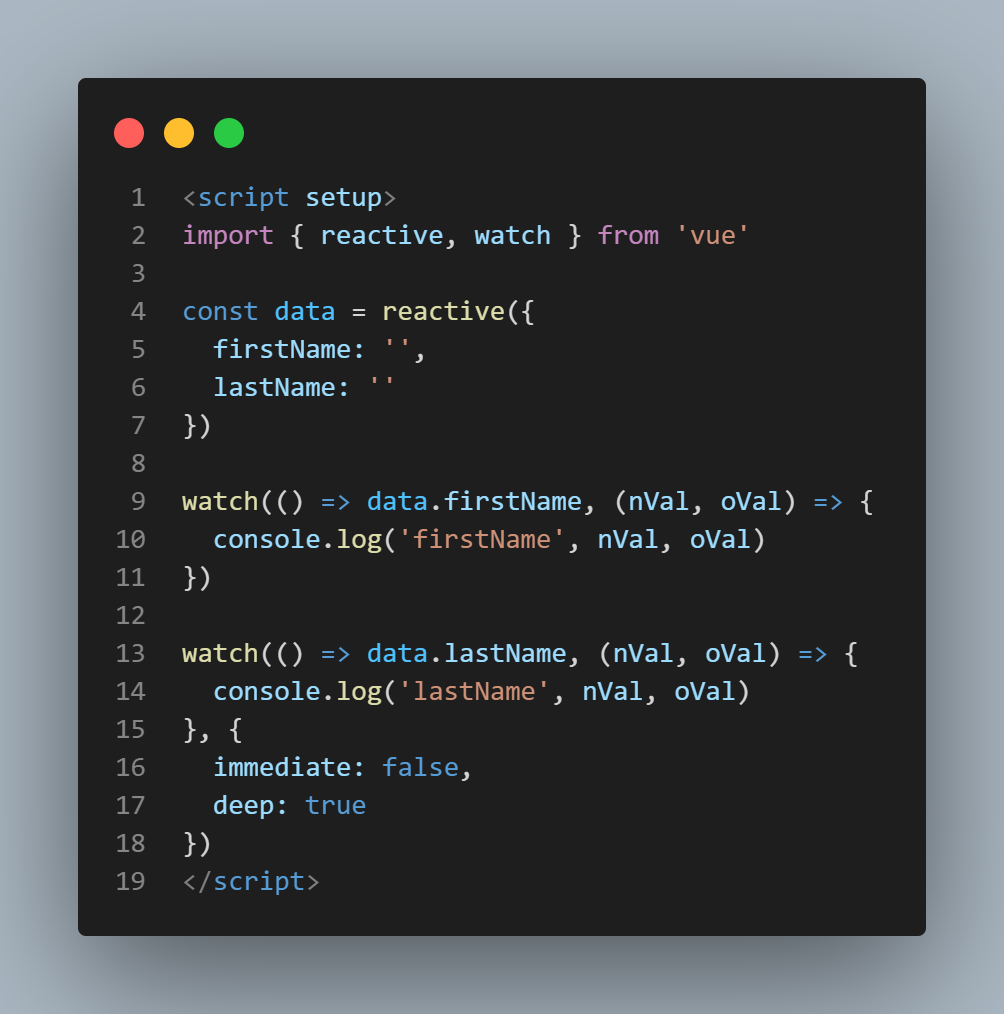 1 <script setup>
2 import { reactive, watch } from 'vue'
3
4 const data = reactive({
5   firstName: '',
6   lastName: ''
7 })
8
9 watch(() => data.firstName, (nVal, oVal) => {
10   console.log('firstName', nVal, oVal)
11 })
12
13 watch(() => data.lastName, (nVal, oVal) => {
14   console.log('lastName', nVal, oVal)
15 }, {
16   immediate: false,
17   deep: true
18 })
19 </script>